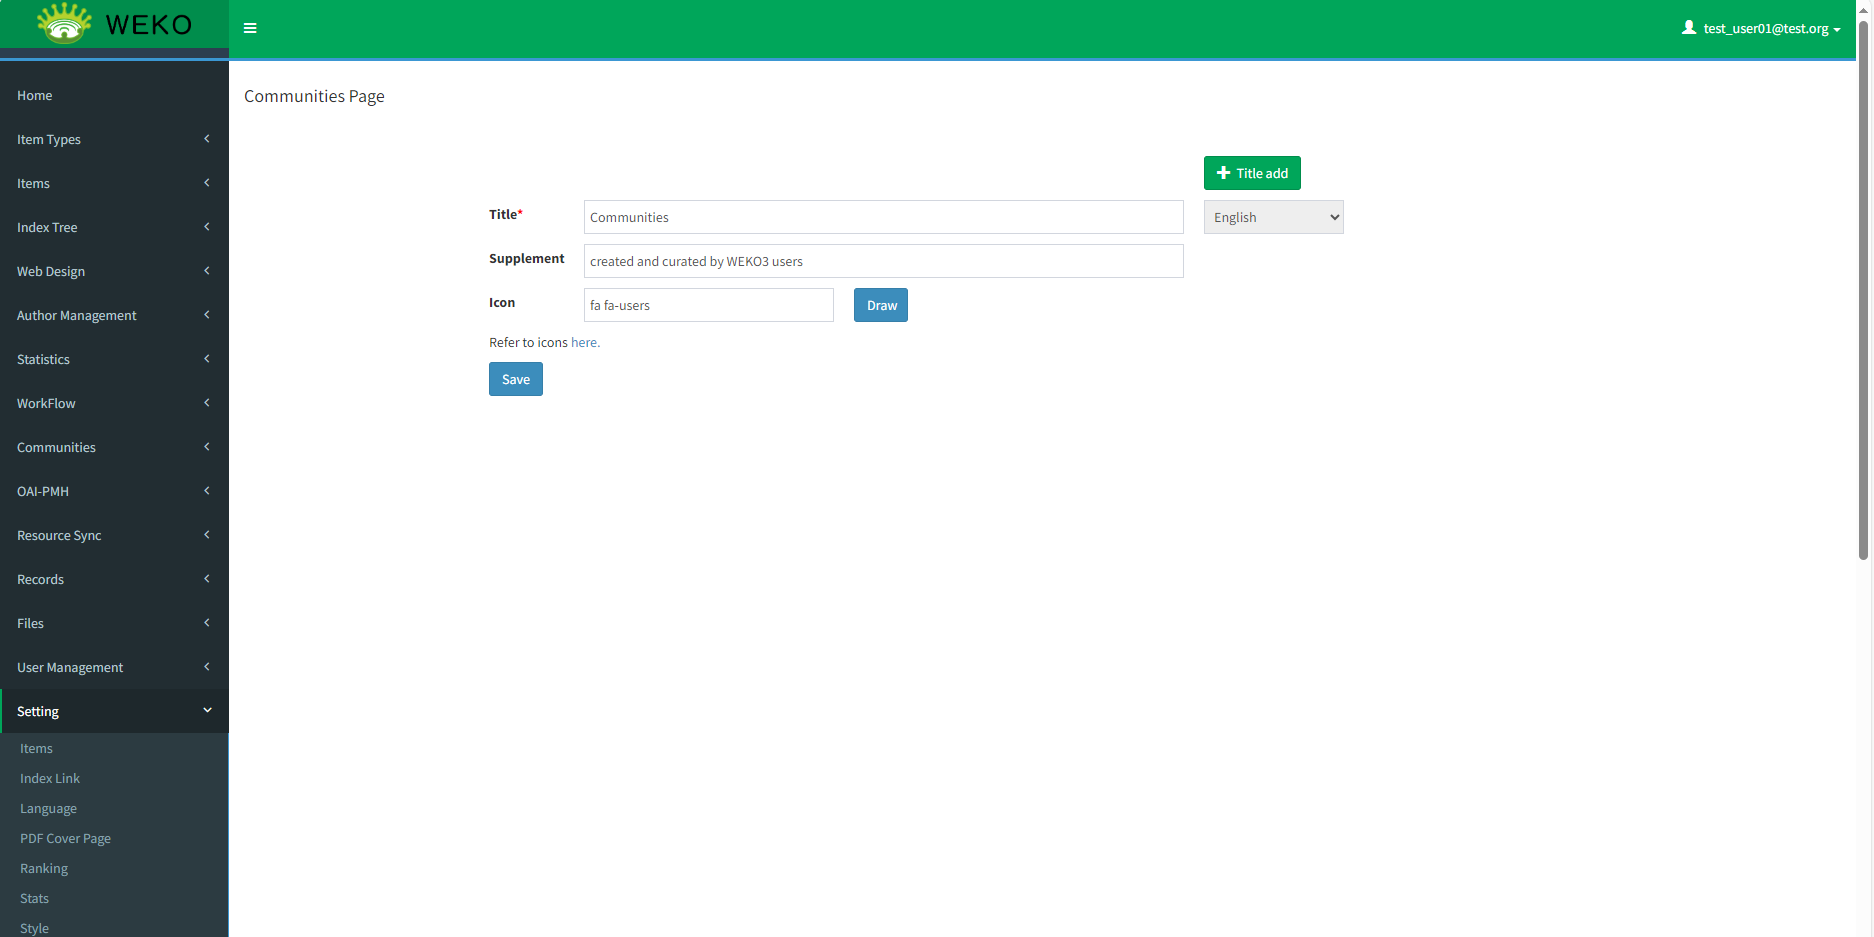 WEKO
test_user01@test.org
Home
Item Types
Items
Index Tree
Web Design
Author Management
Statistics
WorkFlow
Communities
OAI-PMH
Resource Sync
Records
Files
User Management
Setting
Items
Index Link
Language
PDF Cover Page
Ranking
Stats
Style
Communities Page
Title add
Title* Communities English
Supplement created and curated by WEKO3 users
Icon fa fa-users Draw
Refer to icons here.
Save